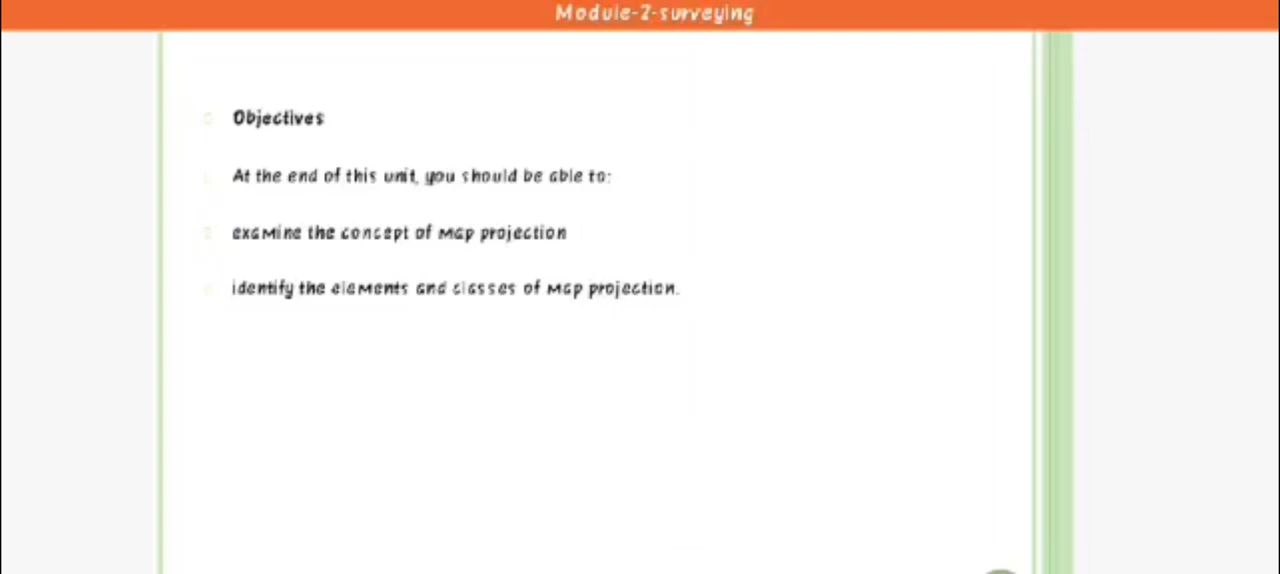 Module-2-surveying
Objectives
At the end of this unit, you should be able to:
examine the concept of map projection
identify the elements and classes of map projection.